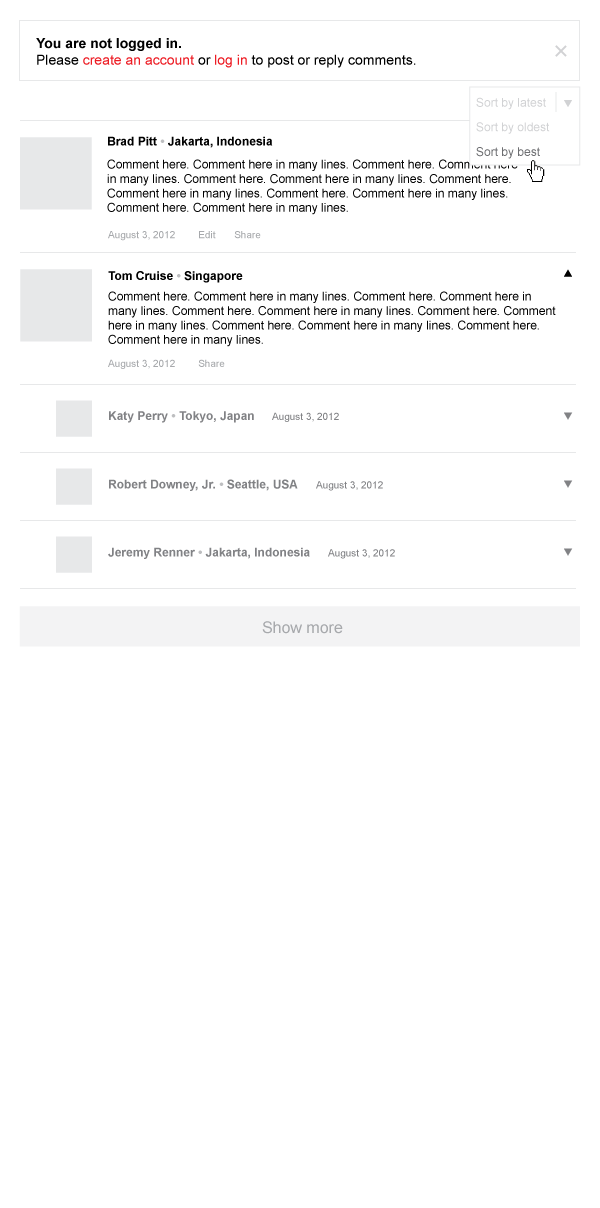 You are not logged in.
Please create an account or log in to post or reply comments.
Sort by latest
Sort by oldest
Sort by best
Brad Pitt • Jakarta, Indonesia
Comment here. Comment here in many lines. Comment here. Comment here
in many lines. Comment here. Comment here in many lines. Comment here.
Comment here in many lines. Comment here. Comment here in many lines.
Comment here. Comment here in many lines.
August 3, 2012 Edit Share
Tom Cruise • Singapore
Comment here. Comment here in many lines. Comment here. Comment here in
many lines. Comment here. Comment here in many lines. Comment here. Comment
here in many lines. Comment here. Comment here in many lines. Comment here.
Comment here in many lines.
August 3, 2012 Share
Katy Perry • Tokyo, Japan August 3, 2012
Robert Downey, Jr. • Seattle, USA August 3, 2012
Jeremy Renner • Jakarta, Indonesia August 3, 2012
Show more